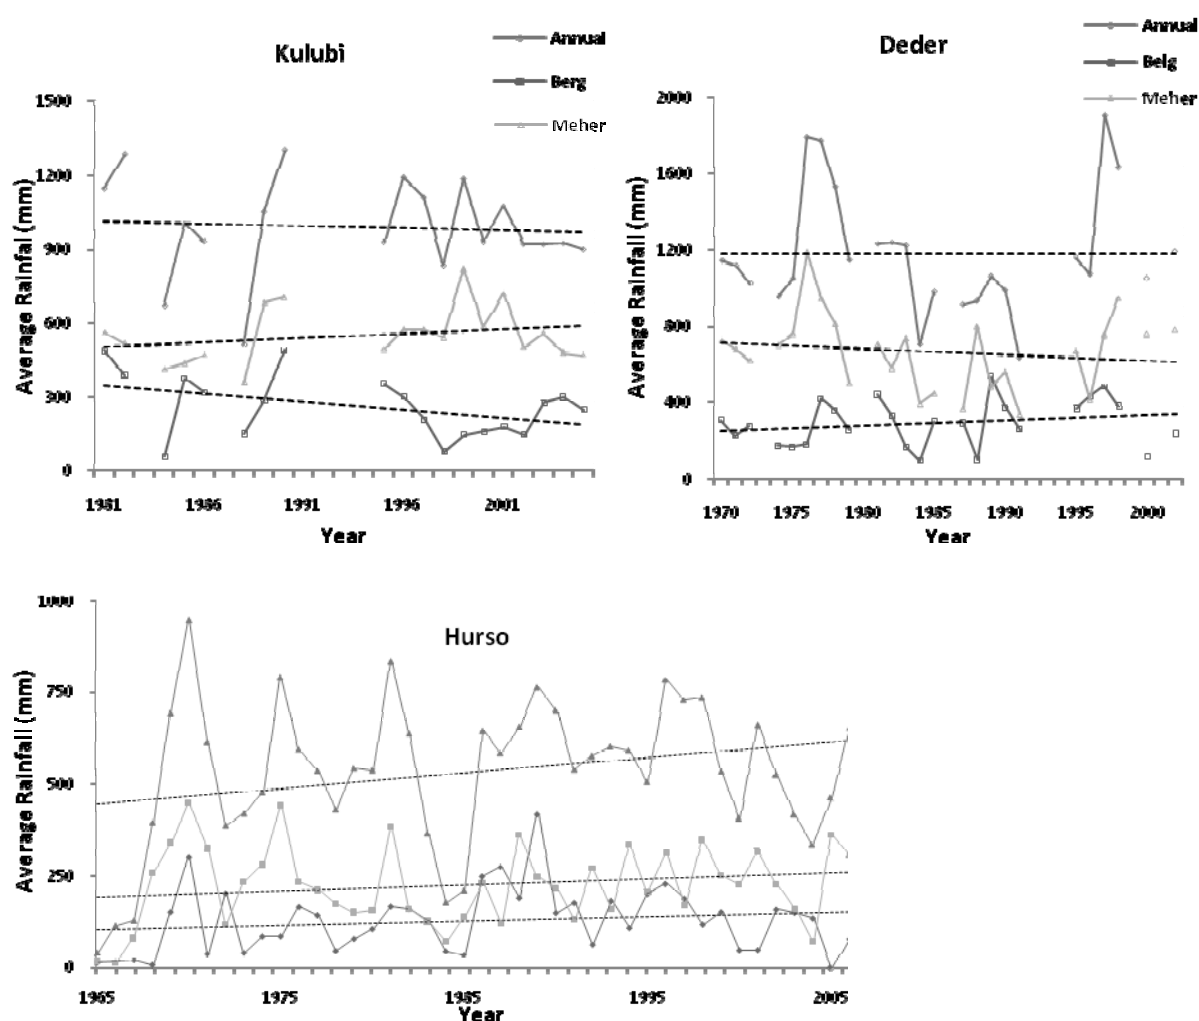 Kulubi
Annual
Berg
Meher
Average Rainfal (mm)
1500
1200
900
600
300
0
1981
1986
1991
1996
2001
Year
Deder
Annual
Belg
Meher
Average Rainfall (mm)
2000
1600
1200
800
400
0
1970
1975
1980
1985
1990
1995
2000
Year
Hurso
Average Rainfall (mm)
1000
750
500
250
0
1965
1975
1985
1995
2005
Year